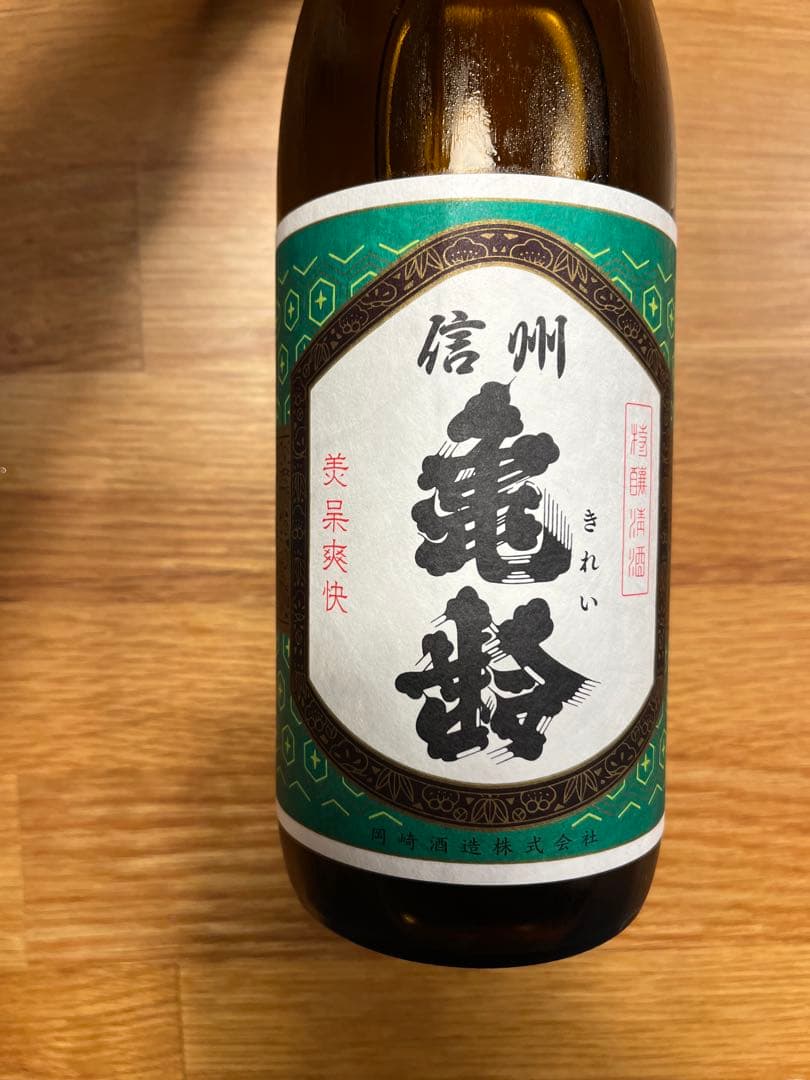 信州
亀齢
きれい
特醸清酒
美呈爽快
岡崎酒造株式会社